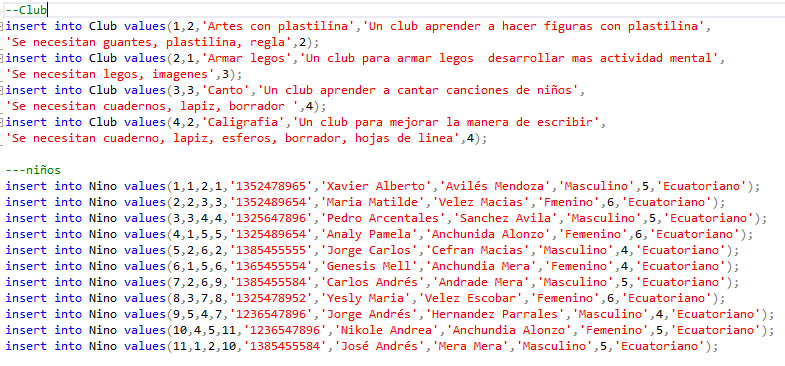 --Club
insert into Club values(1,2,'Artes con plastilina','Un club aprender a hacer figuras con plastilina',
'Se necesitan guantes, plastilina, regla',2);
insert into Club values(2,1,'Armar legos','Un club para armar legos  desarrollar mas actividad mental',
'Se necesitan legos, imagenes',3);
insert into Club values(3,3,'Canto','Un club aprender a cantar canciones de niños',
'Se necesitan cuadernos, lapiz, borrador ',4);
insert into Club values(4,2,'Caligrafia','Un club para mejorar la manera de escribir',
'Se necesitan cuaderno, lapiz, esferos, borrador, hojas de linea',4);
---niños
insert into Nino values(1,1,2,1,'1352478965','Xavier Alberto','Avilés Mendoza','Masculino',5,'Ecuatoriano');
insert into Nino values(2,2,3,3,'1352489654','Maria Matilde','Velez Macias','Fmenino',6,'Ecuatoriano');
insert into Nino values(3,3,4,4,'1325647896','Pedro Arcentales','Sanchez Avila','Masculino',5,'Ecuatoriano');
insert into Nino values(4,1,5,5,'1325489654','Analy Pamela','Anchunida Alonzo','Femenino',6,'Ecuatoriano');
insert into Nino values(5,2,6,2,'1385455555','Jorge Carlos','Cefran Macias','Masculino',4,'Ecuatoriano');
insert into Nino values(6,1,5,6,'1365455554','Genesis Mell','Anchundia Mera','Femenino',4,'Ecuatoriano');
insert into Nino values(7,2,6,9,'1385455584','Carlos Andrés','Andrade Mera','Masculino',5,'Ecuatoriano');
insert into Nino values(8,3,7,8,'1325478952','Yesly Maria','Velez Escobar','Femenino',6,'Ecuatoriano');
insert into Nino values(9,5,4,7,'1236547896','Jorge Andrés','Hernandez Parrales','Masculino',4,'Ecuatoriano');
insert into Nino values(10,4,5,11,'1236547896','Nikole Andrea','Anchundia Alonzo','Femenino',5,'Ecuatoriano');
insert into Nino values(11,1,2,10,'1385455584','José Andrés','Mera Mera','Masculino',5,'Ecuatoriano');